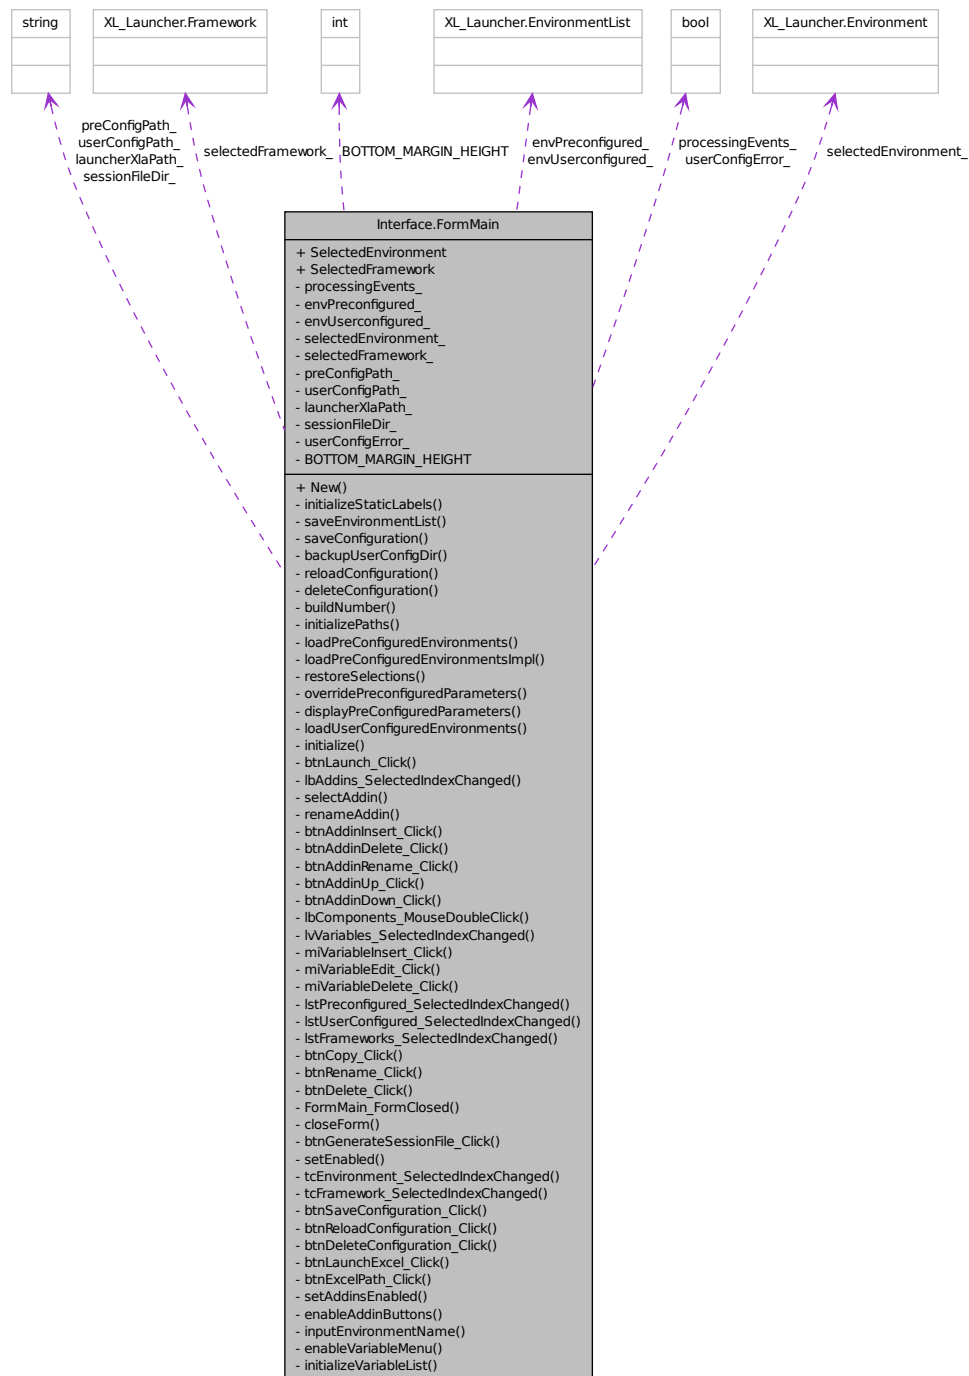 string
XL_Launcher.Framework
int
XL_Launcher.EnvironmentList
bool
XL_Launcher.Environment
preConfigPath_
userConfigPath_
launcherXlaPath_
sessionFileDir_
selectedFramework_
BOTTOM_MARGIN_HEIGHT
envPreconfigured_
envUserconfigured_
processingEvents_
userConfigError_
selectedEnvironment_
Interface.FormMain
+ SelectedEnvironment
+ SelectedFramework
- processingEvents_
- envPreconfigured_
- envUserconfigured_
- selectedEnvironment_
- selectedFramework_
- preConfigPath_
- userConfigPath_
- launcherXlaPath_
- sessionFileDir_
- userConfigError_
- BOTTOM_MARGIN_HEIGHT
+ New()
- initializeStaticLabels()
- saveEnvironmentList()
- saveConfiguration()
- backupUserConfigDir()
- reloadConfiguration()
- deleteConfiguration()
- buildNumber()
- initializePaths()
- loadPreConfiguredEnvironments()
- loadPreConfiguredEnvironmentsImpl()
- restoreSelections()
- overridePreconfiguredParameters()
- displayPreConfiguredParameters()
- loadUserConfiguredEnvironments()
- initialize()
- btnLaunch_Click()
- lbAddins_SelectedIndexChanged()
- selectAddin()
- renameAddin()
- btnAddinInsert_Click()
- btnAddinDelete_Click()
- btnAddinRename_Click()
- btnAddinUp_Click()
- btnAddinDown_Click()
- lbComponents_MouseDoubleClick()
- lvVariables_SelectedIndexChanged()
- miVariableInsert_Click()
- miVariableEdit_Click()
- miVariableDelete_Click()
- lstPreconfigured_SelectedIndexChanged()
- lstUserConfigured_SelectedIndexChanged()
- lstFrameworks_SelectedIndexChanged()
- btnCopy_Click()
- btnRename_Click()
- btnDelete_Click()
- FormMain_FormClosed()
- closeForm()
- btnGenerateSessionFile_Click()
- setEnabled()
- tcEnvironment_SelectedIndexChanged()
- tcFramework_SelectedIndexChanged()
- btnSaveConfiguration_Click()
- btnReloadConfiguration_Click()
- btnDeleteConfiguration_Click()
- btnLaunchExcel_Click()
- btnExcelPath_Click()
- setAddinsEnabled()
- enableAddinButtons()
- inputEnvironmentName()
- enableVariableMenu()
- initializeVariableList()